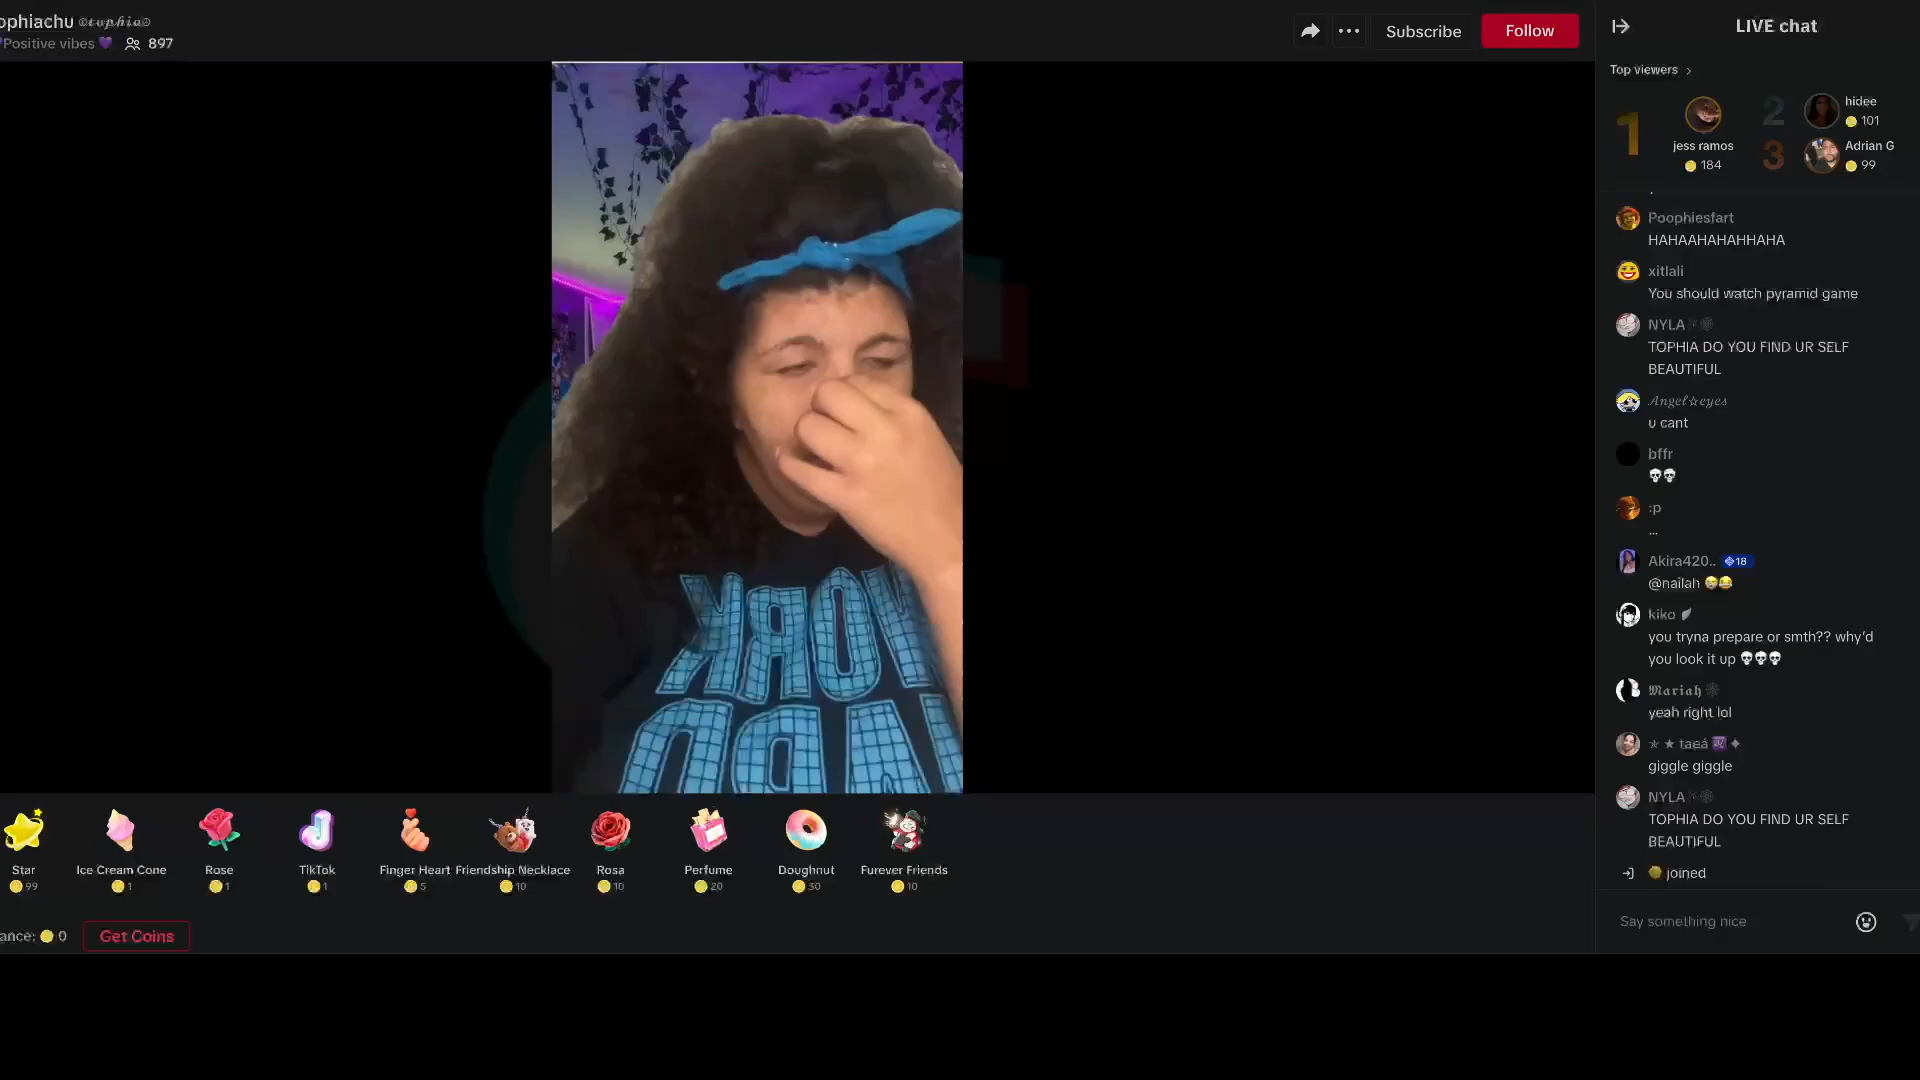 ophiachu @𝓽𝓸𝓹𝓱𝓲𝓪
Positive vibes 💜 897
Subscribe
Follow
LIVE chat
Top viewers >
1
jess ramos
184
2
hidee
101
3
Adrian G
99
Poophiesfart
HAHAAHAHAHHAHA
xitlali
You should watch pyramid game
NYLA
TOPHIA DO YOU FIND UR SELF
BEAUTIFUL
𝓐𝓷𝓰𝓮𝓵☆𝓮𝔂𝓮𝓼
u cant
bffr
💀💀
:p
...
Akira420.. 18
@nailah 😂😂
kiko
you tryna prepare or smth?? why'd
you look it up 💀💀💀
𝕸𝖆𝖗𝖎𝖆𝖍
yeah right lol
★ taeá
giggle giggle
NYLA
TOPHIA DO YOU FIND UR SELF
BEAUTIFUL
joined
Say something nice
YORK
Star
99
Ice Cream Cone
1
Rose
1
TikTok
1
Finger Heart
5
Friendship Necklace
10
Rosa
10
Perfume
20
Doughnut
30
Furever Friends
10
ance: 0
Get Coins